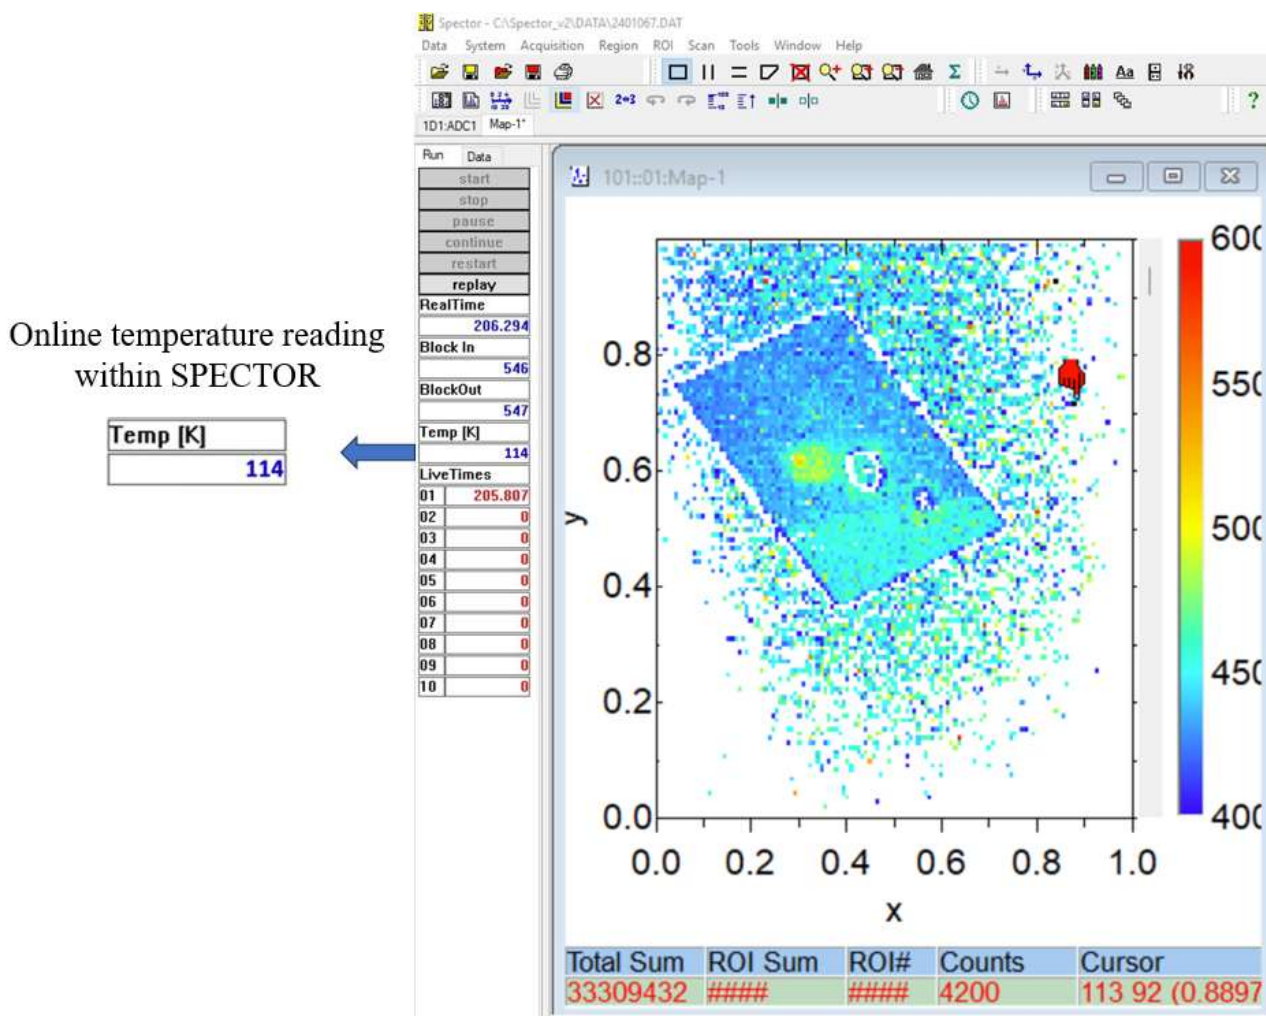 Spector - C:\Spector_v2\DATA\2401067.DAT
Data System Acquisition Region ROI Scan Tools Window Help
Σ Aa
2⇔3 ?
1D1:ADC1 Map-1*
Run Data
start
stop
pause
continue
restart
replay
RealTime
206.294
Block In
546
BlockOut
547
Temp [K]
114
LiveTimes
01 205.807
02 0
03 0
04 0
05 0
06 0
07 0
08 0
09 0
10 0
Online temperature reading
within SPECTOR
Temp [K]
114
101::01:Map-1
0.8
0.6
0.4
0.2
0.0
y
0.0 0.2 0.4 0.6 0.8 1.0
x
600
550
500
450
400
Total Sum ROI Sum ROI# Counts Cursor
33309432 #### #### 4200 113 92 (0.8897